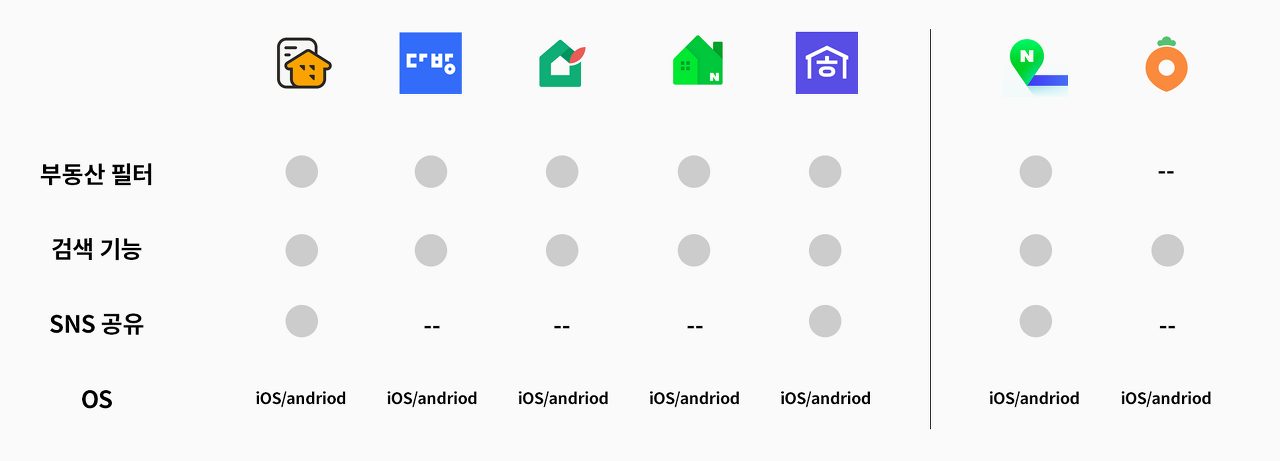 다방
N
송
N
부동산 필터
--
검색 기능
SNS 공유
--
--
--
--
OS
iOS/andriod
iOS/andriod
iOS/andriod
iOS/andriod
iOS/andriod
iOS/andriod
iOS/andriod